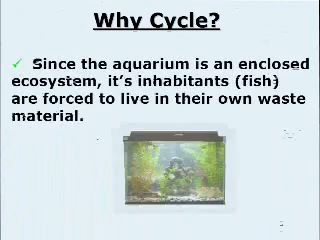 Why Cycle?
✓ Since the aquarium is an enclosed
ecosystem, it's inhabitants (fish)
are forced to live in their own waste
material.